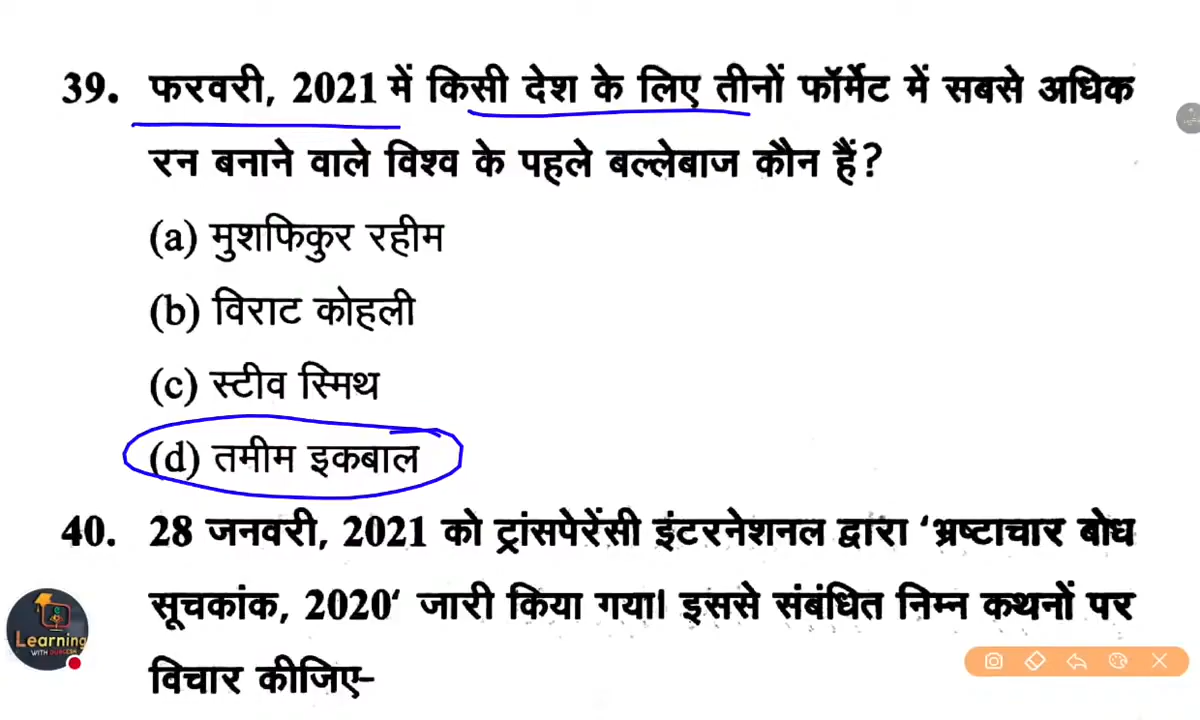 39. फरवरी, 2021 में किसी देश के लिए तीनों फॉर्मेट में सबसे अधिक
रन बनाने वाले विश्व के पहले बल्लेबाज कौन हैं?
(a) मुशफिकुर रहीम
(b) विराट कोहली
(c) स्टीव स्मिथ
(d) तमीम इकबाल
40. 28 जनवरी, 2021 को ट्रांसपेरेंसी इंटरनेशनल द्वारा ‘भ्रष्टाचार बोध
सूचकांक, 2020‘ जारी किया गया। इससे संबंधित निम्न कथनों पर
विचार कीजिए-
Learning